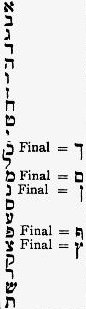 א
ב
ג
ד
ה
ו
ז
ח
ט
י
כ Final = ך
ל
מ Final = ם
נ Final = ן
ס
ע
פ Final = ף
צ Final = ץ
ק
ר
ש
ת